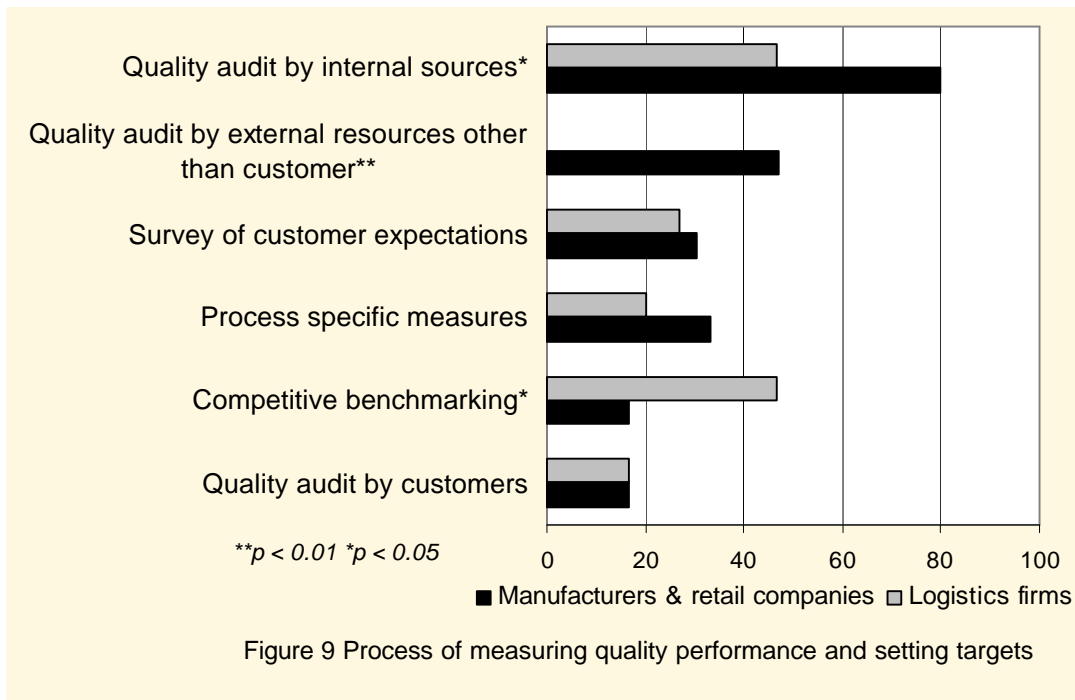 Quality audit by internal sources*
Quality audit by external resources other
than customer**
Survey of customer expectations
Process specific measures
Competitive benchmarking*
Quality audit by customers
**p < 0.01 *p < 0.05
0 20 40 60 80 100
Manufacturers & retail companies Logistics firms
Figure 9 Process of measuring quality performance and setting targets